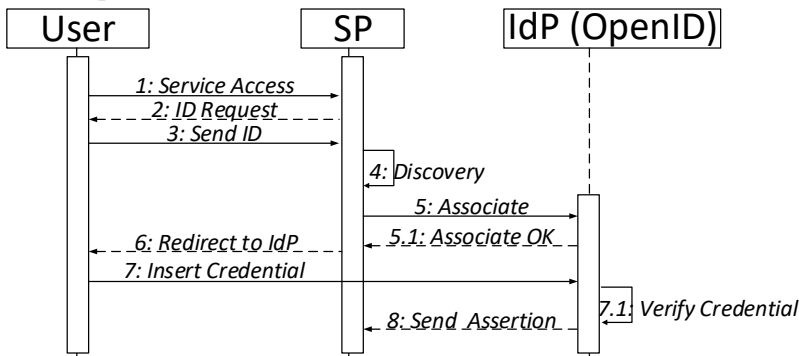 User SP IdP (OpenID)
1: Service Access
2: ID Request
3: Send ID
4: Discovery
5: Associate
6: Redirect to IdP 5.1: Associate OK
7: Insert Credential
7.1: Verify Credential
8: Send Assertion